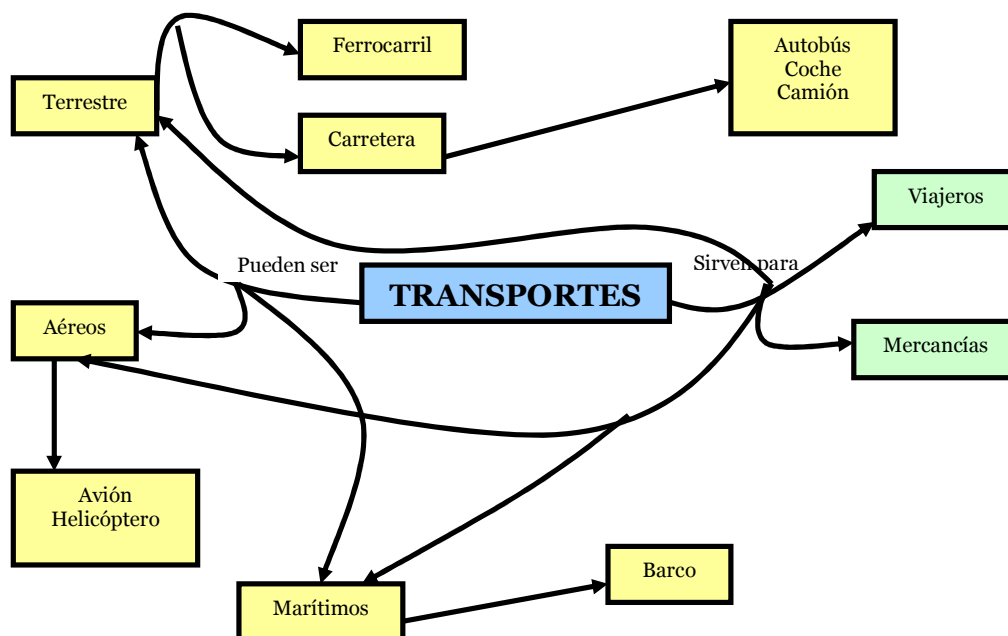 Ferrocarril
Autobús
Coche
Camión
Terrestre
Carretera
Viajeros
Pueden ser
Sirven para
TRANSPORTES
Aéreos
Mercancías
Avión
Helicóptero
Barco
Marítimos